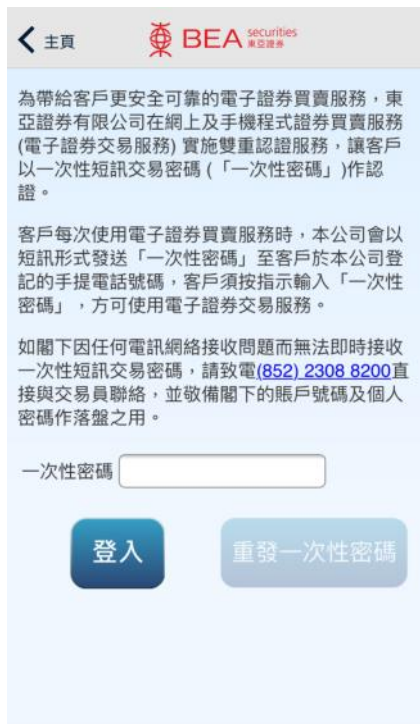 主頁
BEA securities
東亞證券
為帶給客戶更安全可靠的電子證券買賣服務，東
亞證券有限公司在網上及手機程式證券買賣服務
(電子證券交易服務) 實施雙重認證服務，讓客戶
以一次性短訊交易密碼 (「一次性密碼」)作認
證。
客戶每次使用電子證券買賣服務時，本公司會以
短訊形式發送「一次性密碼」至客戶於本公司登
記的手提電話號碼，客戶須按指示輸入「一次性
密碼」，方可使用電子證券交易服務。
如閣下因任何電訊網絡接收問題而無法即時接收
一次性短訊交易密碼，請致電(852) 2308 8200直
接與交易員聯絡，並敬備閣下的賬戶號碼及個人
密碼作落盤之用。
一次性密碼
登入
重發一次性密碼